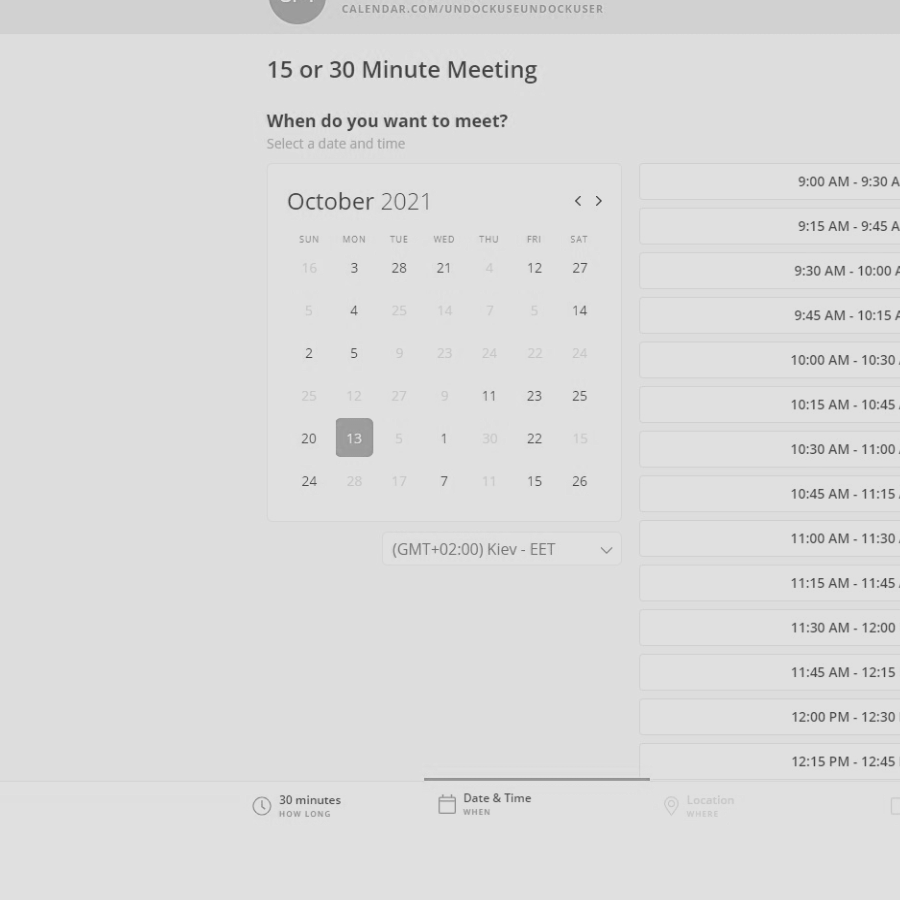 CALENDAR.COM/UNDOCKUSEUNDOCKUSER
15 or 30 Minute Meeting
When do you want to meet?
Select a date and time
October 2021
SUN MON TUE WED THU FRI SAT
16 3 28 21 4 12 27
5 4 25 14 7 5 14
2 5 9 23 24 22 24
25 12 27 9 11 23 25
20 13 5 1 30 22 15
24 28 17 7 11 15 26
(GMT+02:00) Kiev - EET
9:00 AM - 9:30 A
9:15 AM - 9:45 A
9:30 AM - 10:00 A
9:45 AM - 10:15 A
10:00 AM - 10:30
10:15 AM - 10:45
10:30 AM - 11:00
10:45 AM - 11:15
11:00 AM - 11:30
11:15 AM - 11:45
11:30 AM - 12:00
11:45 AM - 12:15
12:00 PM - 12:30
12:15 PM - 12:45
30 minutes
HOW LONG
Date & Time
WHEN
Location
WHERE